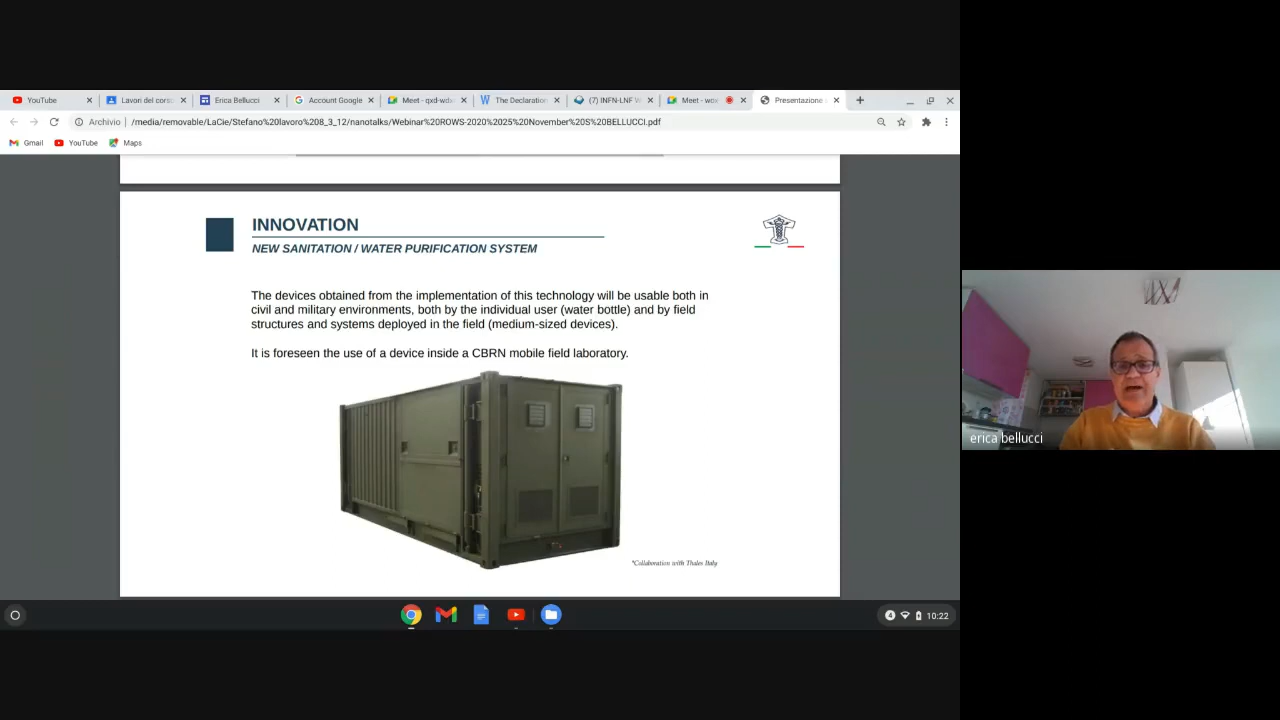 YouTube
Lavori del corso
Erica Bellucci
Account Google
Meet - qxd-wda
The Declaration
(7) INFN-LNF W
Meet - wox
Presentazione
Archivio
/media/removable/LaCie/Stefano%20lavoro%208_3_12/nanotalks/Webinar%20ROWS-2020%2025%20November%20S%20BELLUCCI.pdf
Gmail
YouTube
Maps
INNOVATION
NEW SANITATION / WATER PURIFICATION SYSTEM
The devices obtained from the implementation of this technology will be usable both in
civil and military environments, both by the individual user (water bottle) and by field
structures and systems deployed in the field (medium-sized devices).
It is foreseen the use of a device inside a CBRN mobile field laboratory.
*Collaboration with Thales Italy
erica bellucci
4
10:22